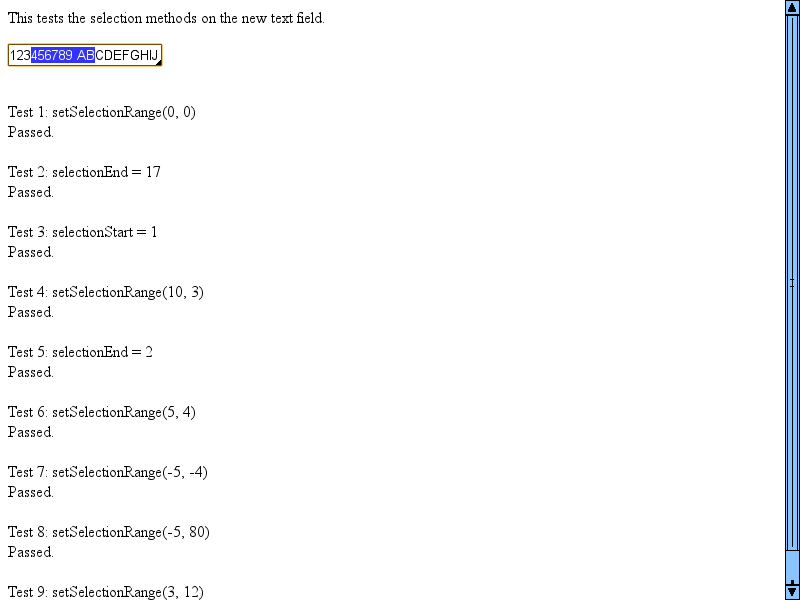 This tests the selection methods on the new text field.
123456789 ABCDEFGHIJ
Test 1: setSelectionRange(0, 0)
Passed.
Test 2: selectionEnd = 17
Passed.
Test 3: selectionStart = 1
Passed.
Test 4: setSelectionRange(10, 3)
Passed.
Test 5: selectionEnd = 2
Passed.
Test 6: setSelectionRange(5, 4)
Passed.
Test 7: setSelectionRange(-5, -4)
Passed.
Test 8: setSelectionRange(-5, 80)
Passed.
Test 9: setSelectionRange(3, 12)